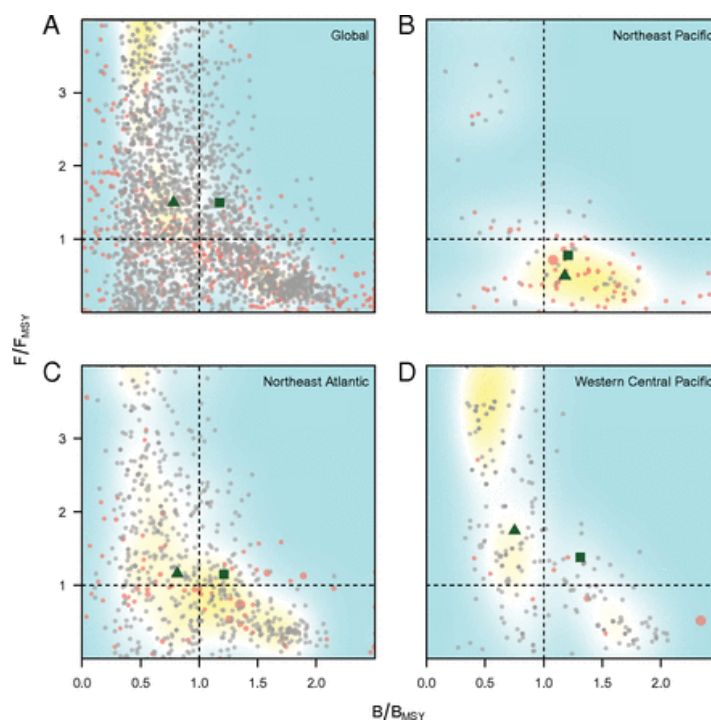 A
Global
B
Northeast Pacific
3
2
1
F/FMSY
C
Northeast Atlantic
D
Western Central Pacific
3
2
1
0.0 0.5 1.0 1.5 2.0
0.0 0.5 1.0 1.5 2.0
B/BMSY